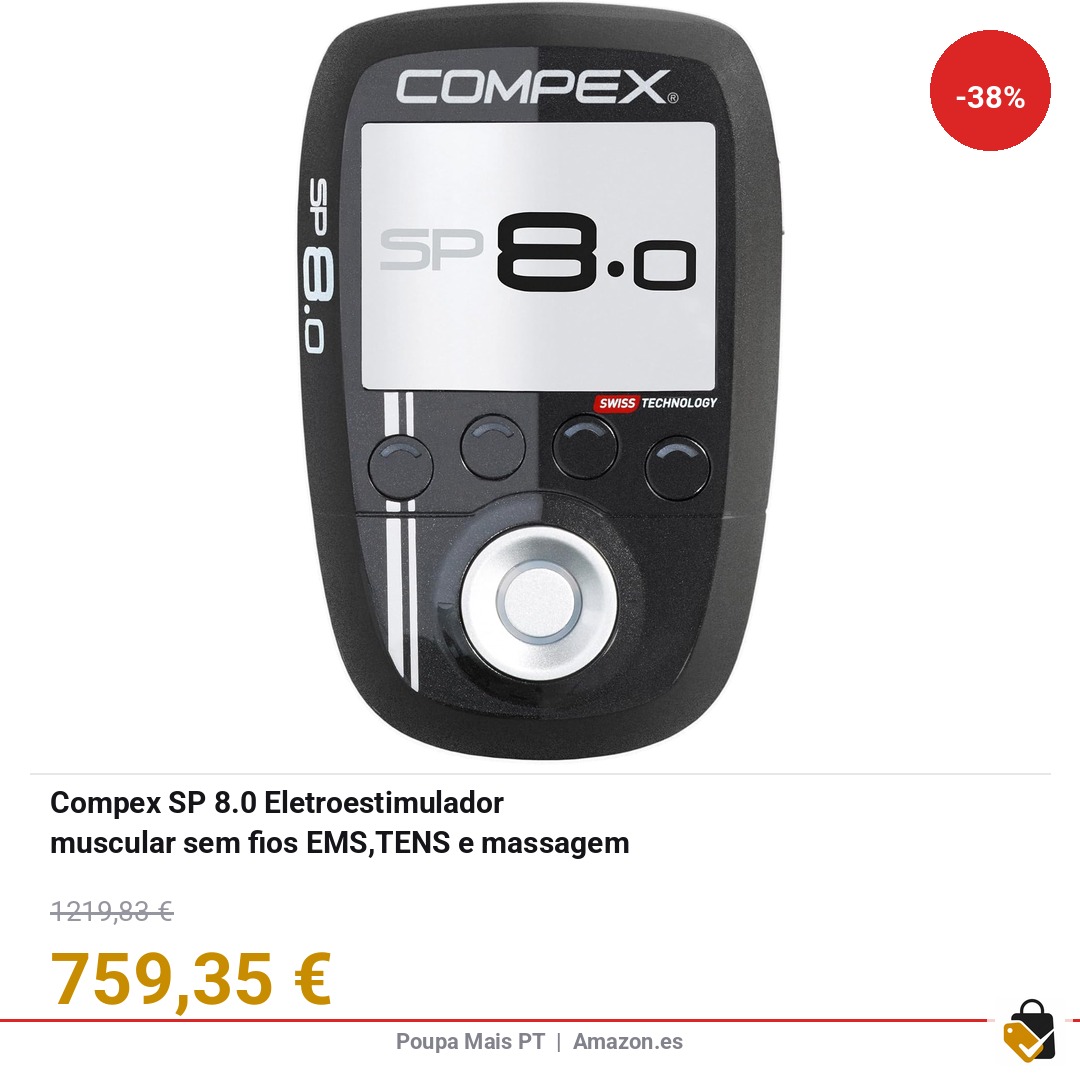 COMPEX®
-38%
SP 8.0
SP 8.0
SWISS TECHNOLOGY
Compex SP 8.0 Eletroestimulador
muscular sem fios EMS,TENS e massagem
1219,83 €
759,35 €
Poupa Mais PT | Amazon.es